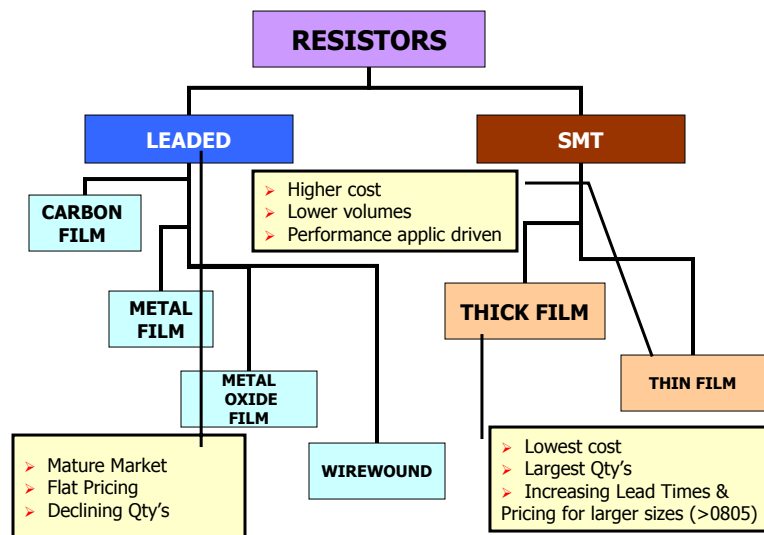 RESISTORS
LEADED
SMT
➢ Higher cost
➢ Lower volumes
➢ Performance applic driven
CARBON
FILM
METAL
FILM
THICK FILM
METAL
OXIDE
FILM
THIN FILM
➢ Mature Market
➢ Flat Pricing
➢ Declining Qty’s
WIREWOUND
➢ Lowest cost
➢ Largest Qty’s
➢ Increasing Lead Times &
Pricing for larger sizes (>0805)